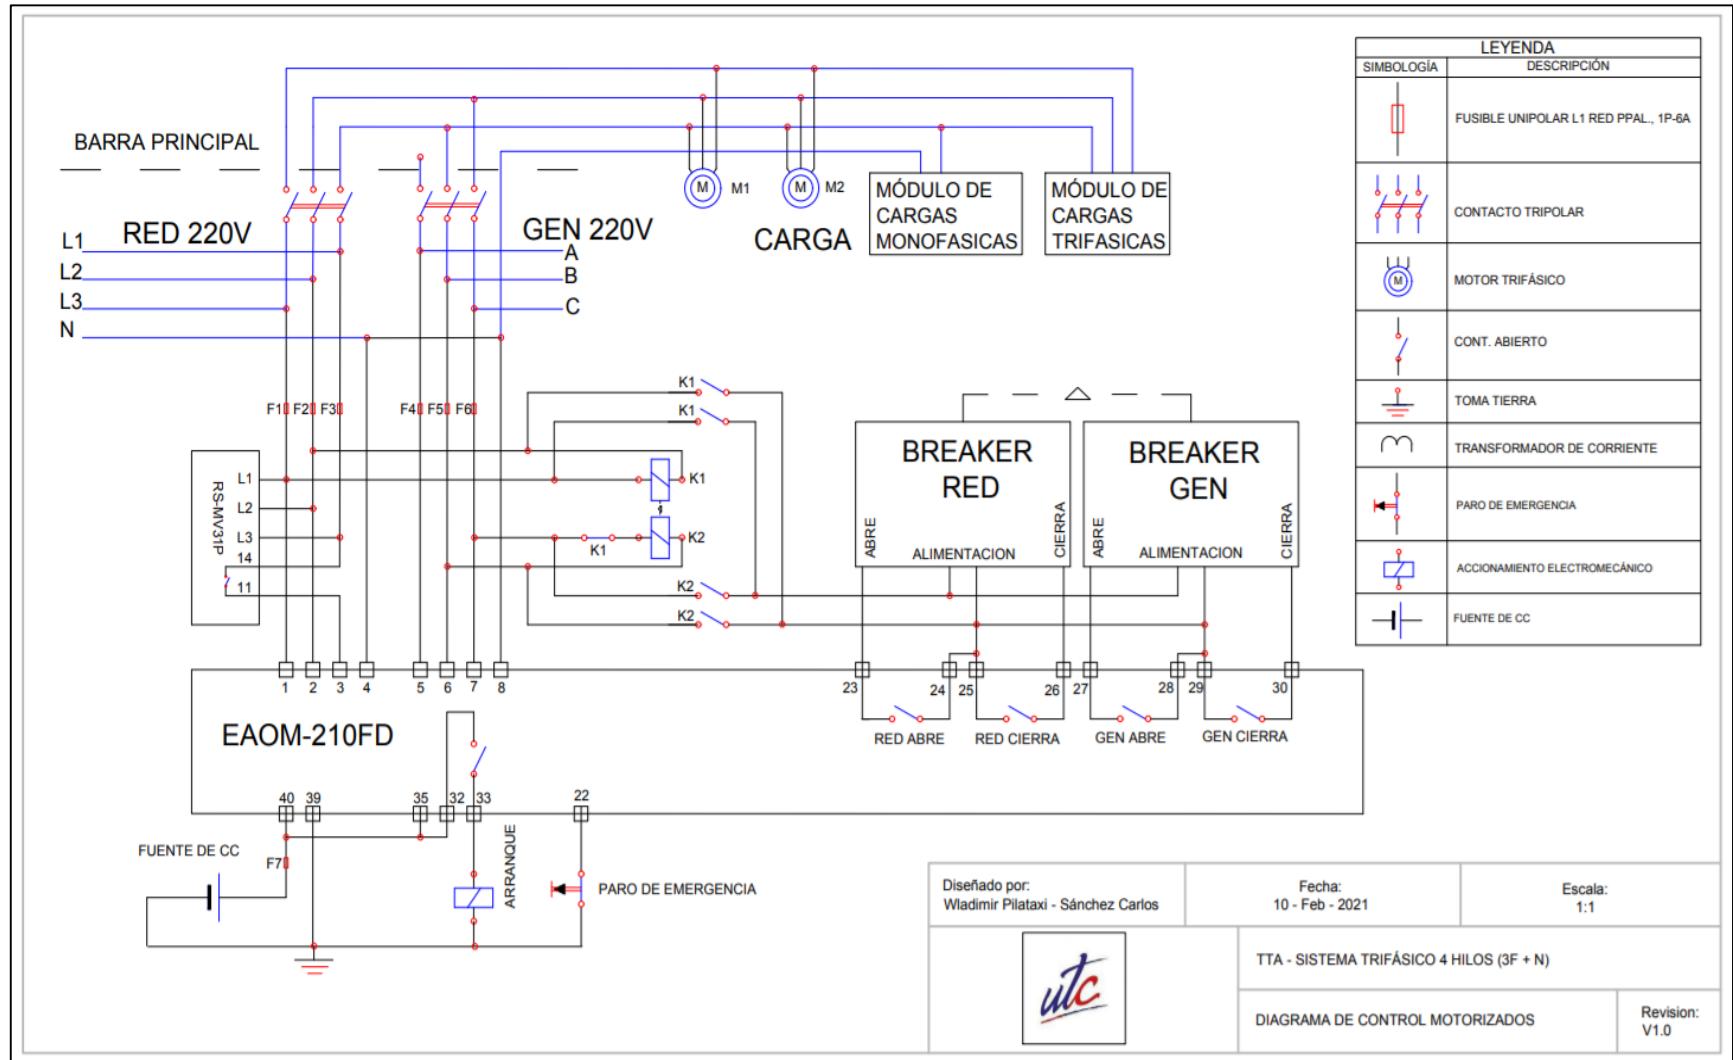 BARRA PRINCIPAL
RED 220V
GEN 220V
L1
L2
L3
N
A
B
C
M
M1
M
M2
CARGA
MÓDULO DE
CARGAS
MONOFASICAS
MÓDULO DE
CARGAS
TRIFASICAS
F1
F2
F3
F4
F5
F6
K1
K1
K1
K2
K1
K2
K2
RS-MV31P
L1
L2
L3
14
11
BREAKER
RED
ABRE
ALIMENTACION
CIERRA
BREAKER
GEN
ABRE
ALIMENTACION
CIERRA
1
2
3
4
5
6
7
8
23
24
25
26
27
28
29
30
RED ABRE
RED CIERRA
GEN ABRE
GEN CIERRA
EAOM-210FD
40
39
35
32
33
22
FUENTE DE CC
F7
ARRANQUE
PARO DE EMERGENCIA
LEYENDA
SIMBOLOGÍA
DESCRIPCIÓN
FUSIBLE UNIPOLAR L1 RED PPAL., 1P-6A
CONTACTO TRIPOLAR
M
MOTOR TRIFÁSICO
CONT. ABIERTO
TOMA TIERRA
TRANSFORMADOR DE CORRIENTE
PARO DE EMERGENCIA
ACCIONAMIENTO ELECTROMECÁNICO
FUENTE DE CC
Diseñado por:
Wladimir Pilataxi - Sánchez Carlos
Fecha:
10 - Feb - 2021
Escala:
1:1
utc
TTA - SISTEMA TRIFÁSICO 4 HILOS (3F + N)
DIAGRAMA DE CONTROL MOTORIZADOS
Revision:
V1.0